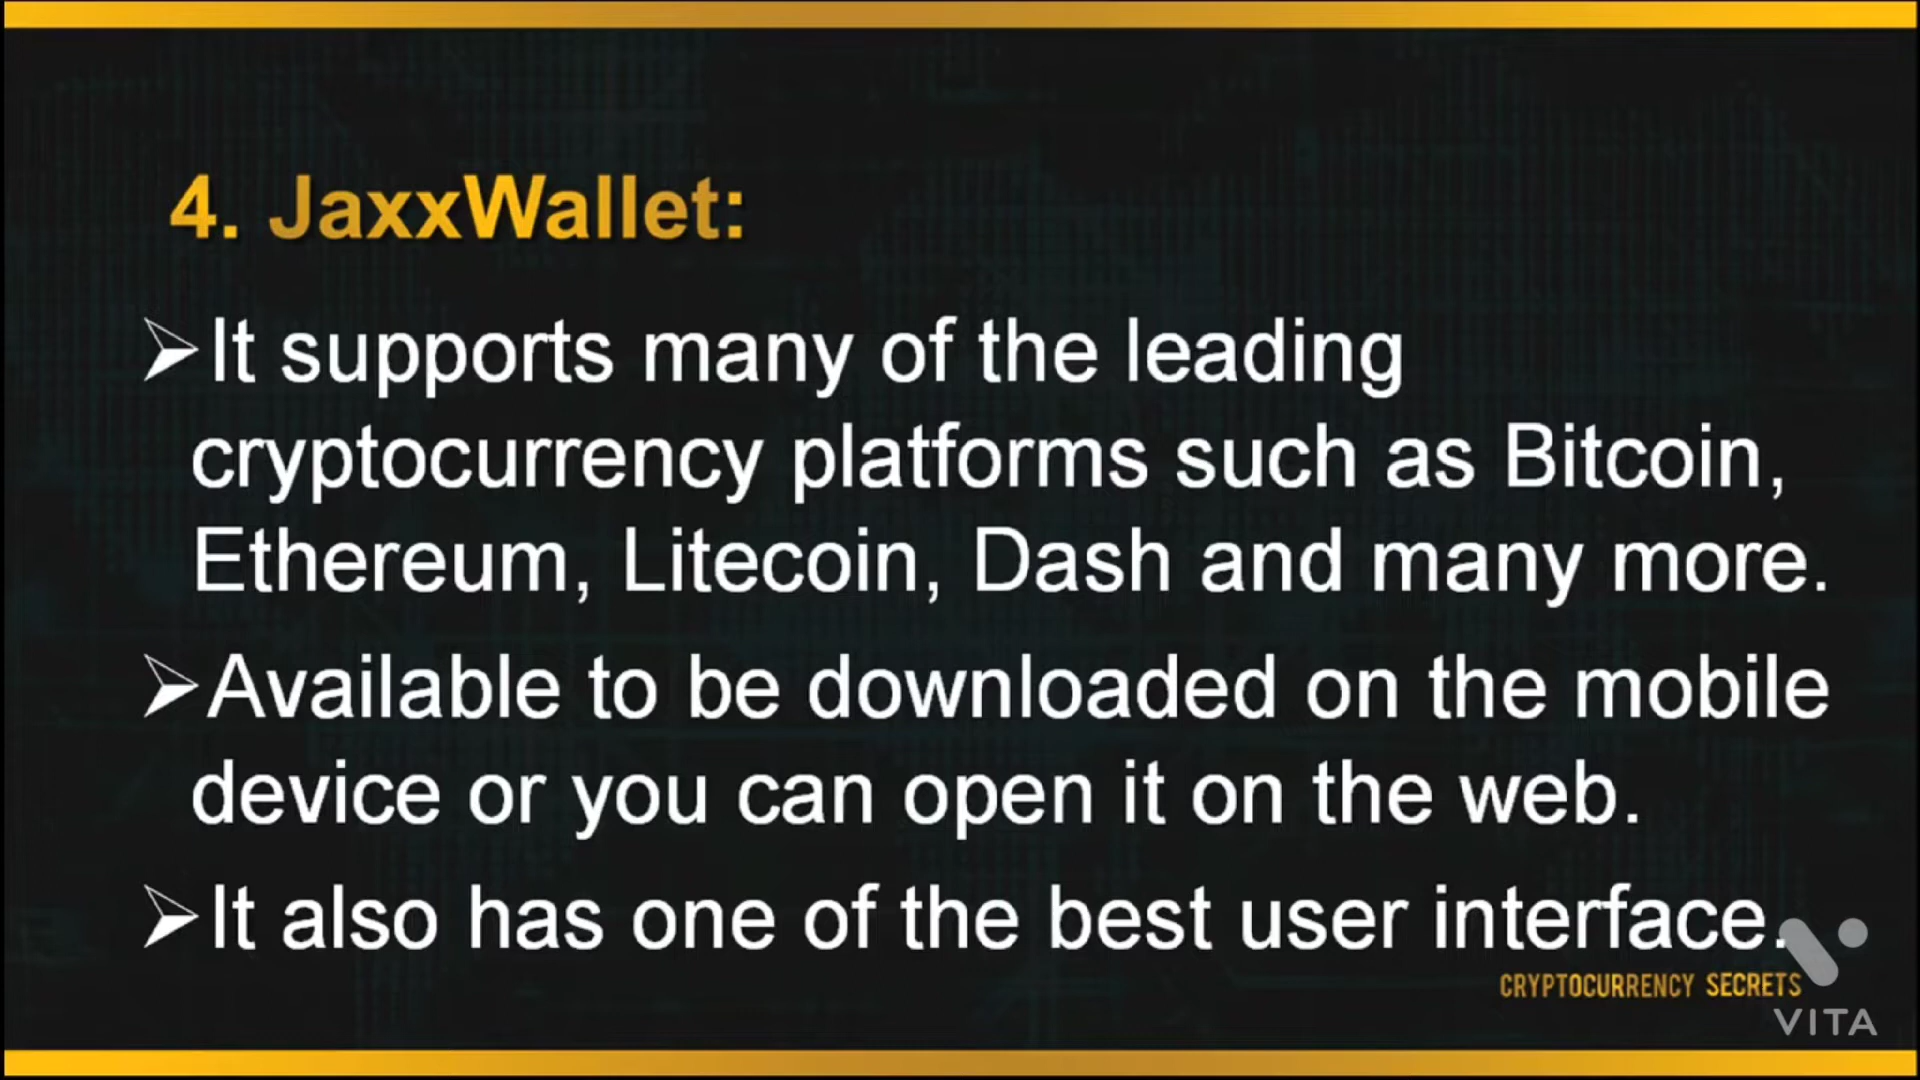 4. JaxxWallet:
➢It supports many of the leading
cryptocurrency platforms such as Bitcoin,
Ethereum, Litecoin, Dash and many more.
➢Available to be downloaded on the mobile
device or you can open it on the web.
➢It also has one of the best user interface.
CRYPTOCURRENCY SECRETS
VITA